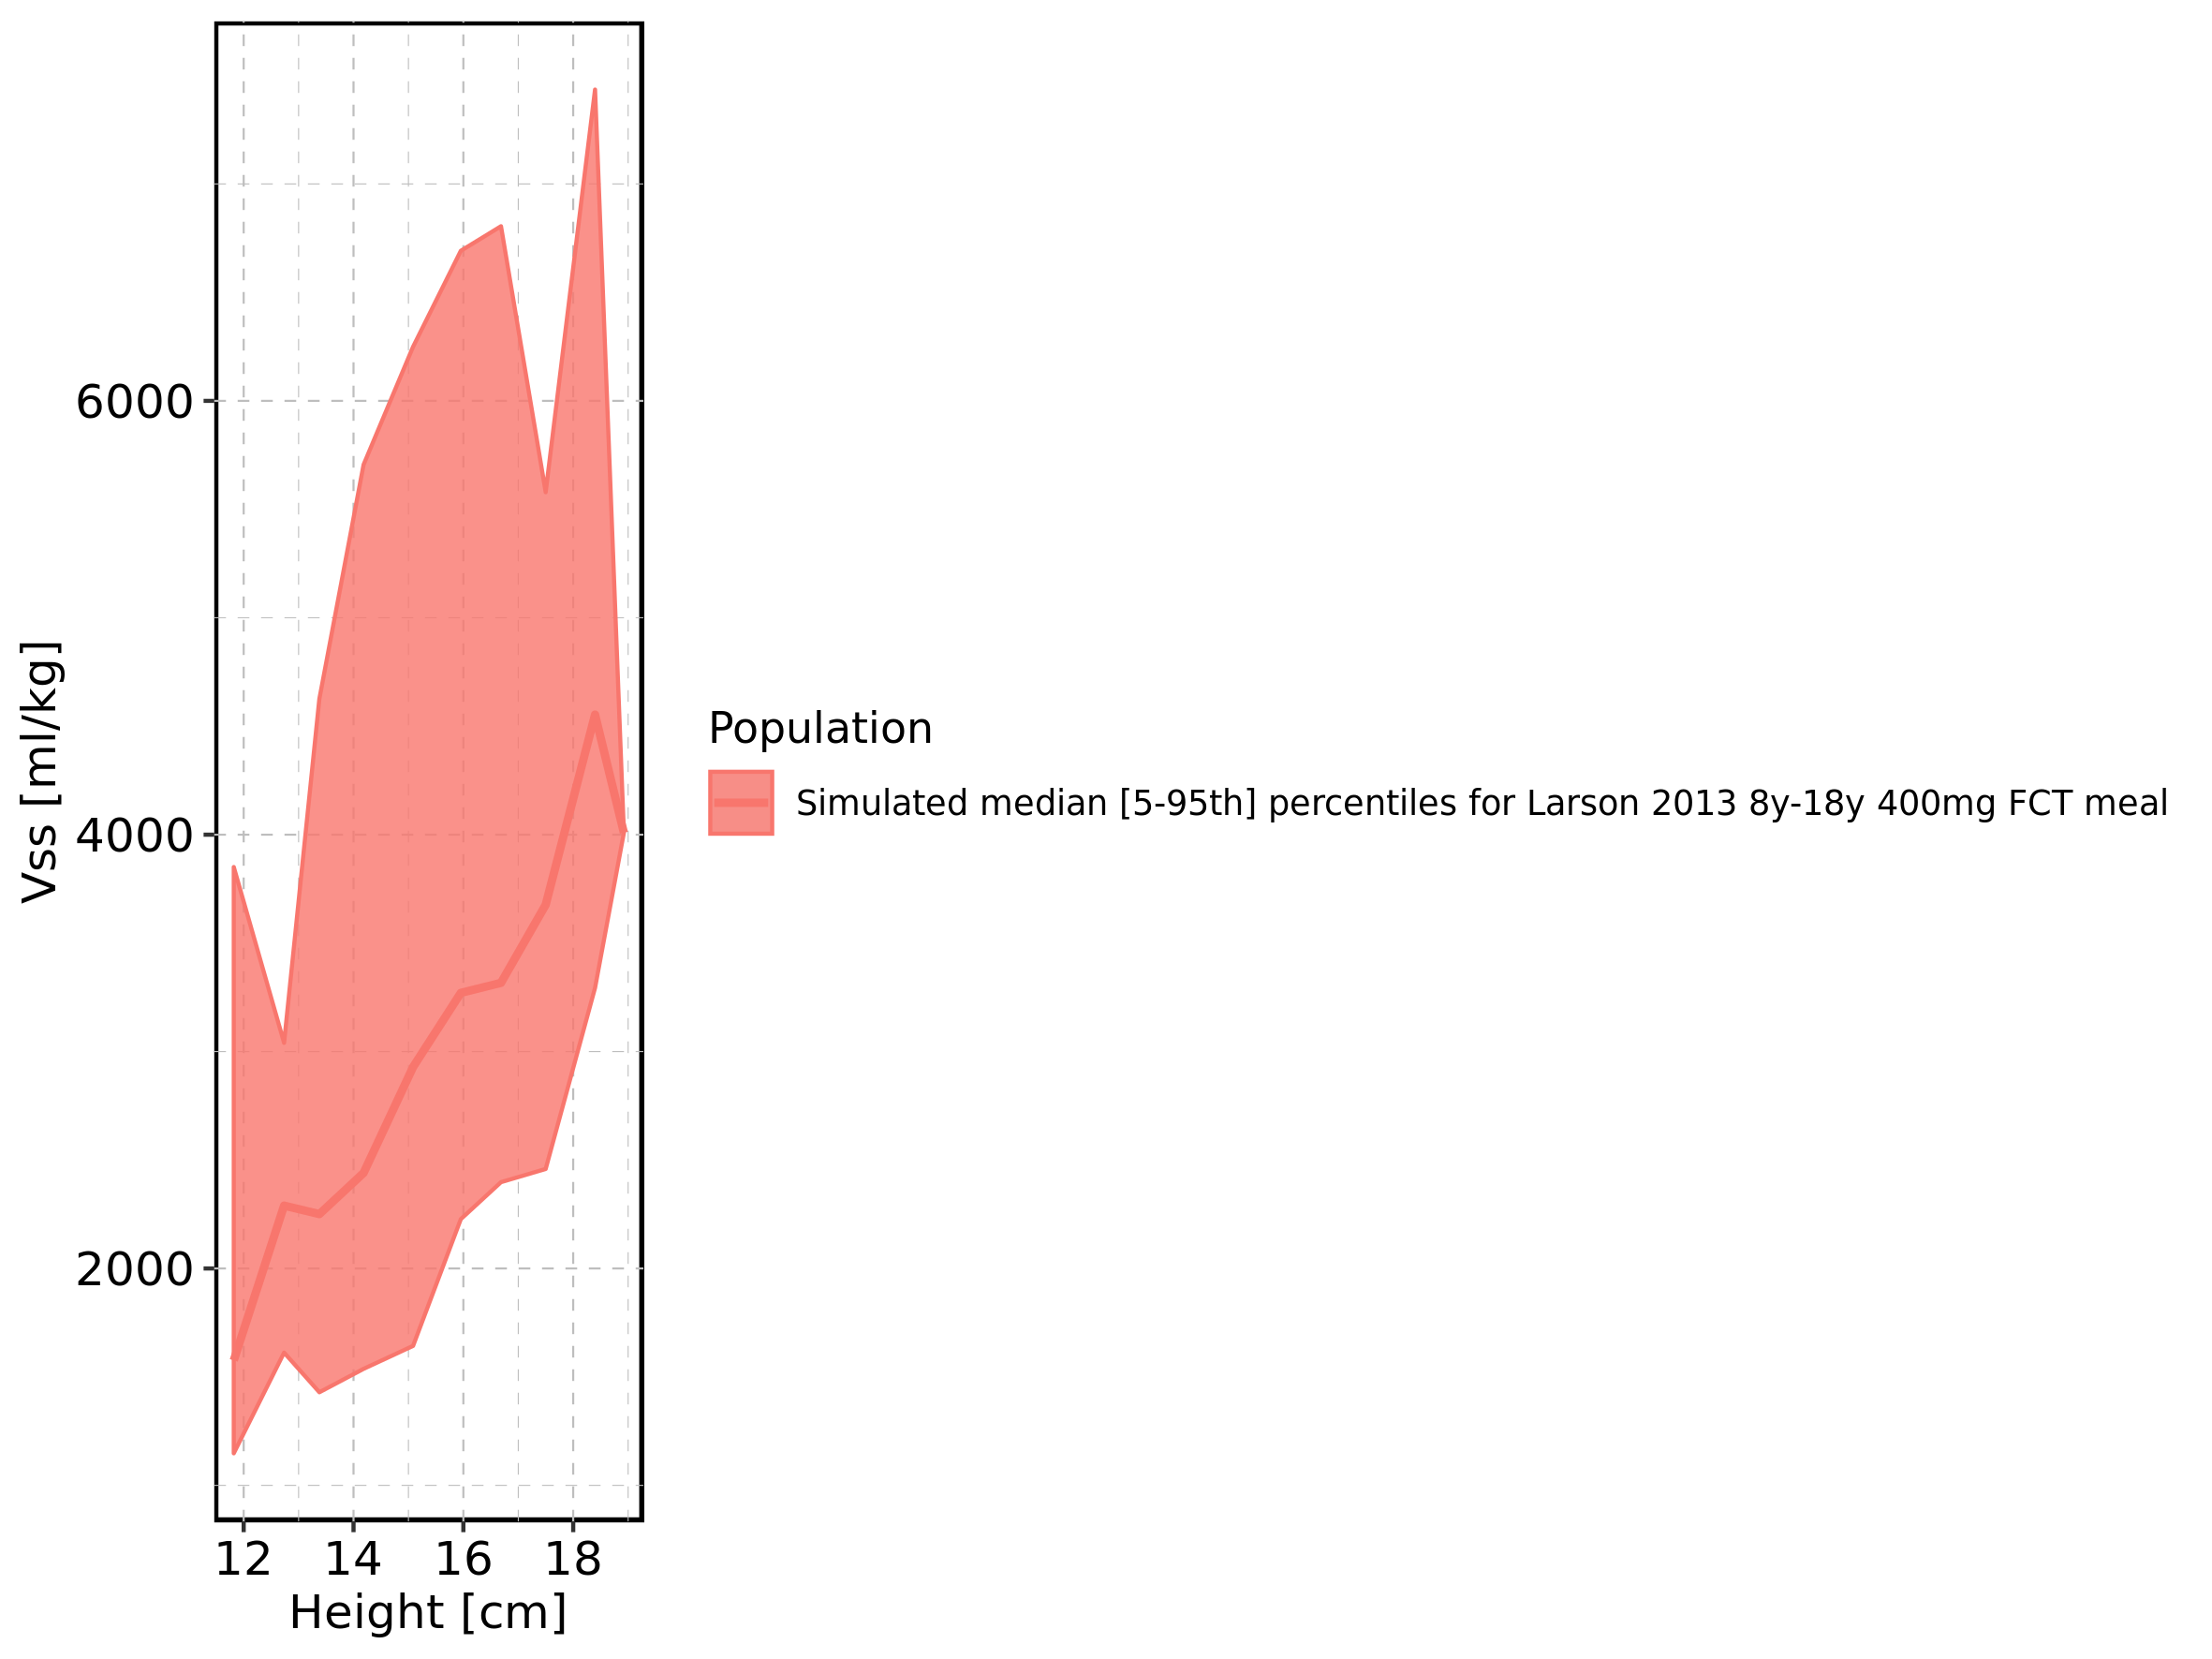 6000
4000
2000
Vss [ml/kg]
12 14 16 18
Height [cm]
Population
Simulated median [5-95th] percentiles for Larson 2013 8y-18y 400mg FCT meal